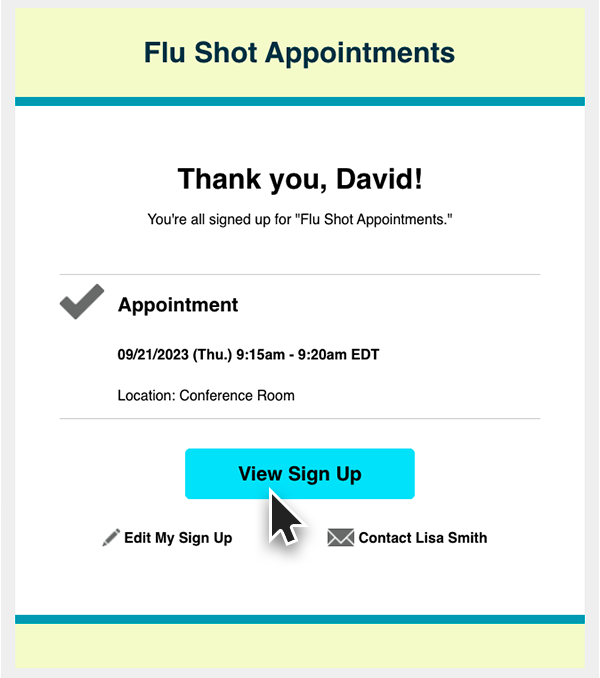 Flu Shot Appointments
Thank you, David!
You're all signed up for "Flu Shot Appointments."
Appointment
09/21/2023 (Thu.) 9:15am - 9:20am EDT
Location: Conference Room
View Sign Up
Edit My Sign Up
Contact Lisa Smith